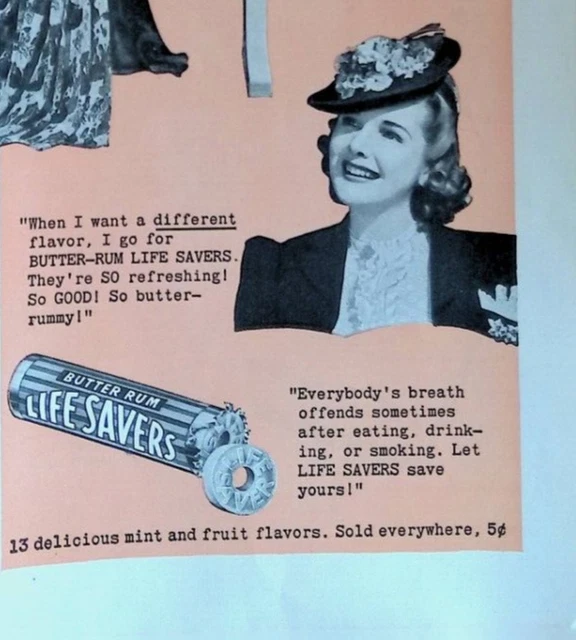 "When I want a different
flavor, I go for
BUTTER-RUM LIFE SAVERS.
They're SO refreshing!
So GOOD! So butter-
rummy!"
BUTTER RUM
LIFE SAVERS
"Everybody's breath
offends sometimes
after eating, drink-
ing, or smoking. Let
LIFE SAVERS save
yours!"
13 delicious mint and fruit flavors. Sold everywhere, 5¢